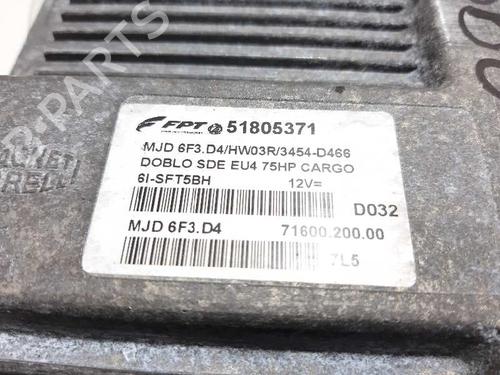 FPT 51805371
MJD 6F3.D4/HW03R/3454-D466
DOBLO SDE EU4 75HP CARGO
6I-SFT5BH 12V=
D032
MJD 6F3.D4 71600.200.00
7L5
PARTS